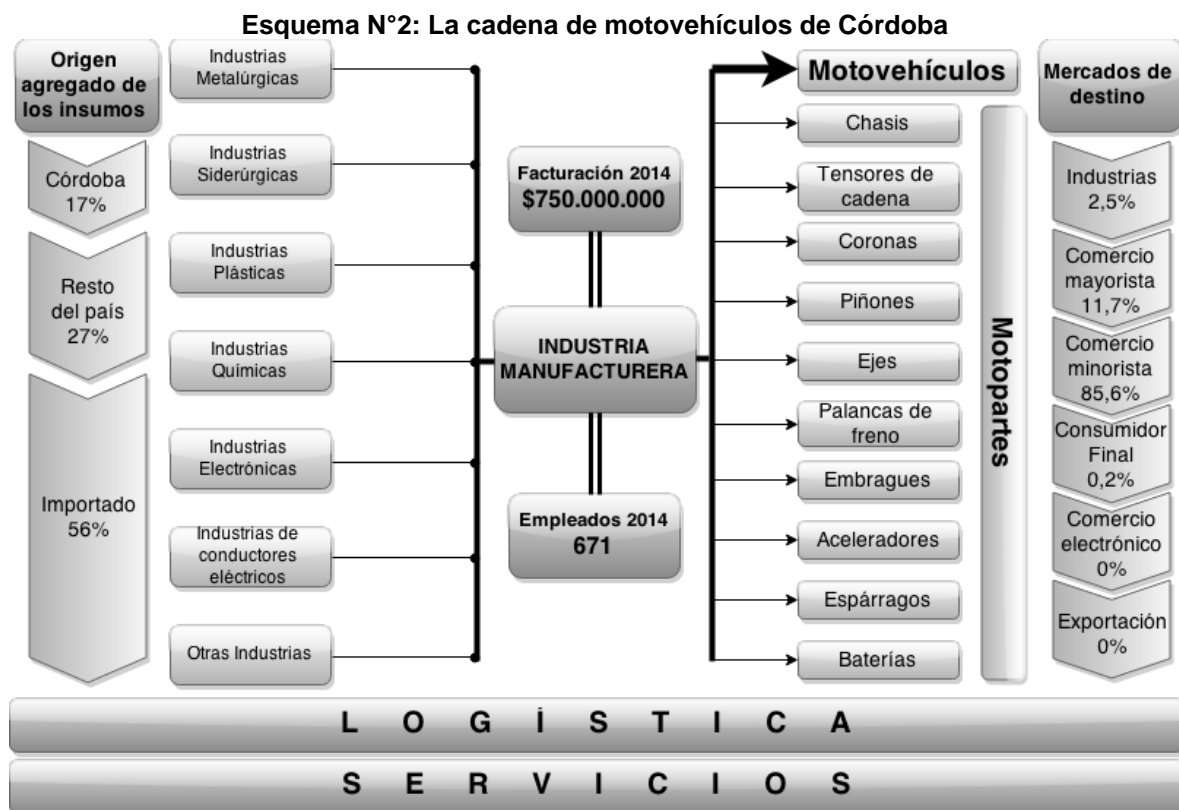 Esquema N°2: La cadena de motovehículos de Córdoba
Origen
agregado de
los insumos
Córdoba
17%
Resto
del país
27%
Importado
56%
Industrias
Metalúrgicas
Industrias
Siderúrgicas
Industrias
Plásticas
Industrias
Químicas
Industrias
Electrónicas
Industrias de
conductores
eléctricos
Otras Industrias
Facturación 2014
$750.000.000
INDUSTRIA
MANUFACTURERA
Empleados 2014
671
Motovehículos
Chasis
Tensores de
cadena
Coronas
Piñones
Ejes
Palancas de
freno
Embragues
Aceleradores
Espárragos
Baterías
Motopartes
Mercados de
destino
Industrias
2,5%
Comercio
mayorista
11,7%
Comercio
minorista
85,6%
Consumidor
Final
0,2%
Comercio
electrónico
0%
Exportación
0%
L O G Í S T I C A
S E R V I C I O S